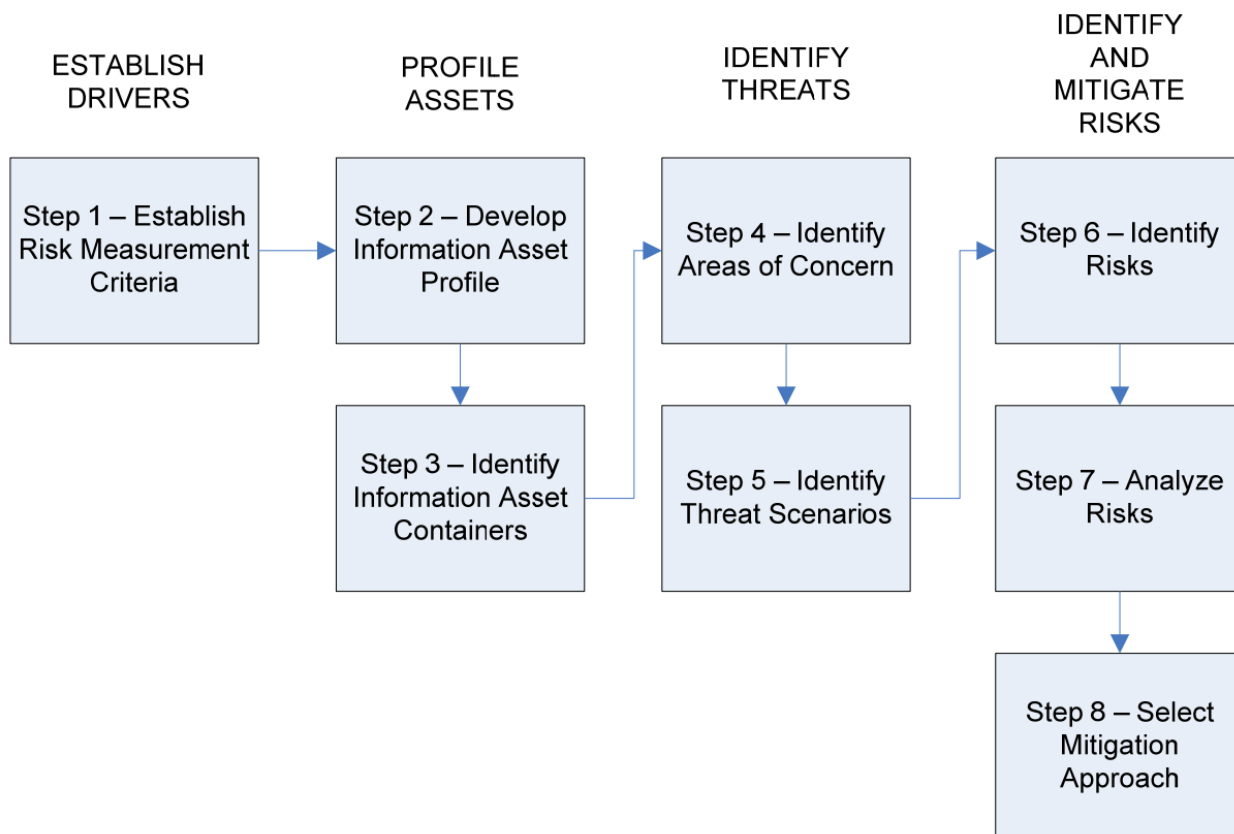 ESTABLISH
DRIVERS
PROFILE
ASSETS
IDENTIFY
THREATS
IDENTIFY
AND
MITIGATE
RISKS
Step 1 – Establish
Risk Measurement
Criteria
Step 2 – Develop
Information Asset
Profile
Step 3 – Identify
Information Asset
Containers
Step 4 – Identify
Areas of Concern
Step 5 – Identify
Threat Scenarios
Step 6 – Identify
Risks
Step 7 – Analyze
Risks
Step 8 – Select
Mitigation
Approach